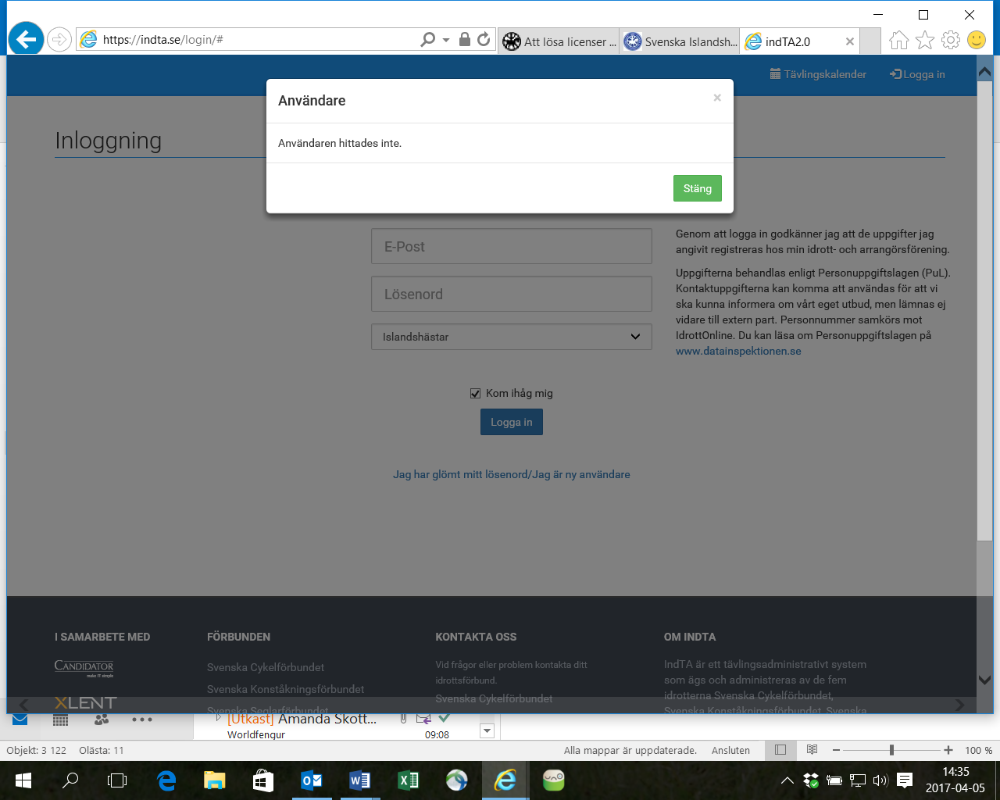 https://indta.se/login/#
Att lösa licenser ...
Svenska Islandsh...
indTA2.0
Tävlingskalender
Logga in
Användare
×
Användaren hittades inte.
Stäng
Inloggning
E-Post
Lösenord
Islandshästar
Kom ihåg mig
Logga in
Jag har glömt mitt lösenord/Jag är ny användare
Genom att logga in godkänner jag att de uppgifter jag
angivit registreras hos min idrott- och arrangörsförening.
Uppgifterna behandlas enligt Personuppgiftslagen (PuL).
Kontaktuppgifterna kan komma att användas för att vi
ska kunna informera om vårt eget utbud, men lämnas ej
vidare till extern part. Personnummer samkörs mot
IdrottOnline. Du kan läsa om Personuppgiftslagen på
www.datainspektionen.se
I SAMARBETE MED
CANDIDATOR
make IT simple
XLENT
FÖRBUNDEN
Svenska Cykelförbundet
Svenska Konståkningsförbundet
Svenska Seglarförbundet
KONTAKTA OSS
Vid frågor eller problem kontakta ditt
idrottsförbund.
Svenska Cykelförbundet
OM INDTA
IndTA är ett tävlingsadministrativt system
som ägs och administreras av de fem
idrotterna Svenska Cykelförbundet,
Svenska Konståkningsförbundet, Svenska
[Utkast] Amanda Skott...
Worldfengur
09:08
Objekt: 3 122
Olästa: 11
Alla mappar är uppdaterade.
Ansluten
100 %
uno
14:35
2017-04-05